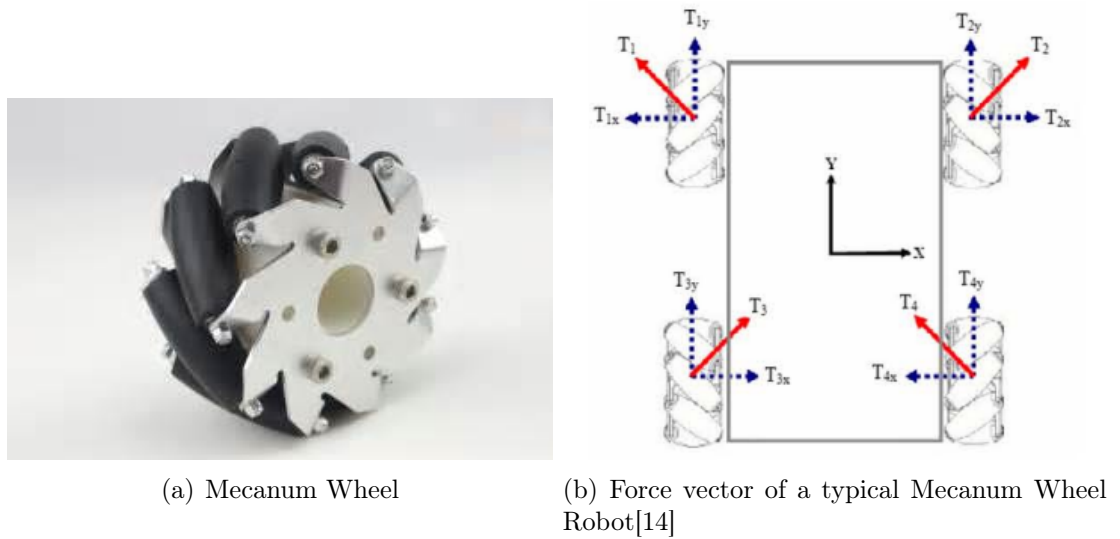 T1y
T2y
T1
T2
T1x
T2x
Y
X
T3y
T4y
T3
T4
T3x
T4x
(a) Mecanum Wheel
(b) Force vector of a typical Mecanum Wheel
Robot[14]